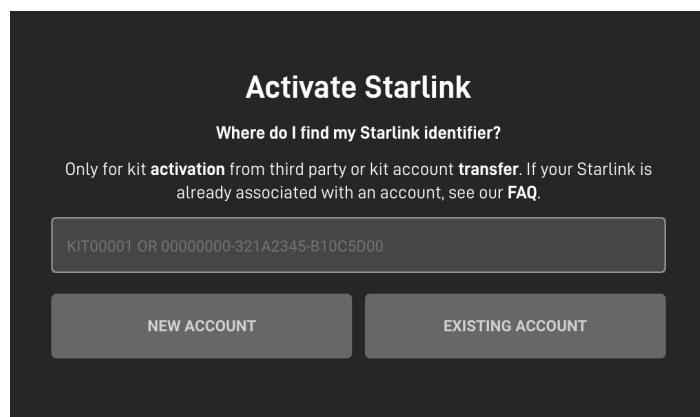 Activate Starlink
Where do I find my Starlink identifier?
Only for kit activation from third party or kit account transfer. If your Starlink is
already associated with an account, see our FAQ.
KIT00001 OR 00000000-321A2345-B10C5D00
NEW ACCOUNT
EXISTING ACCOUNT